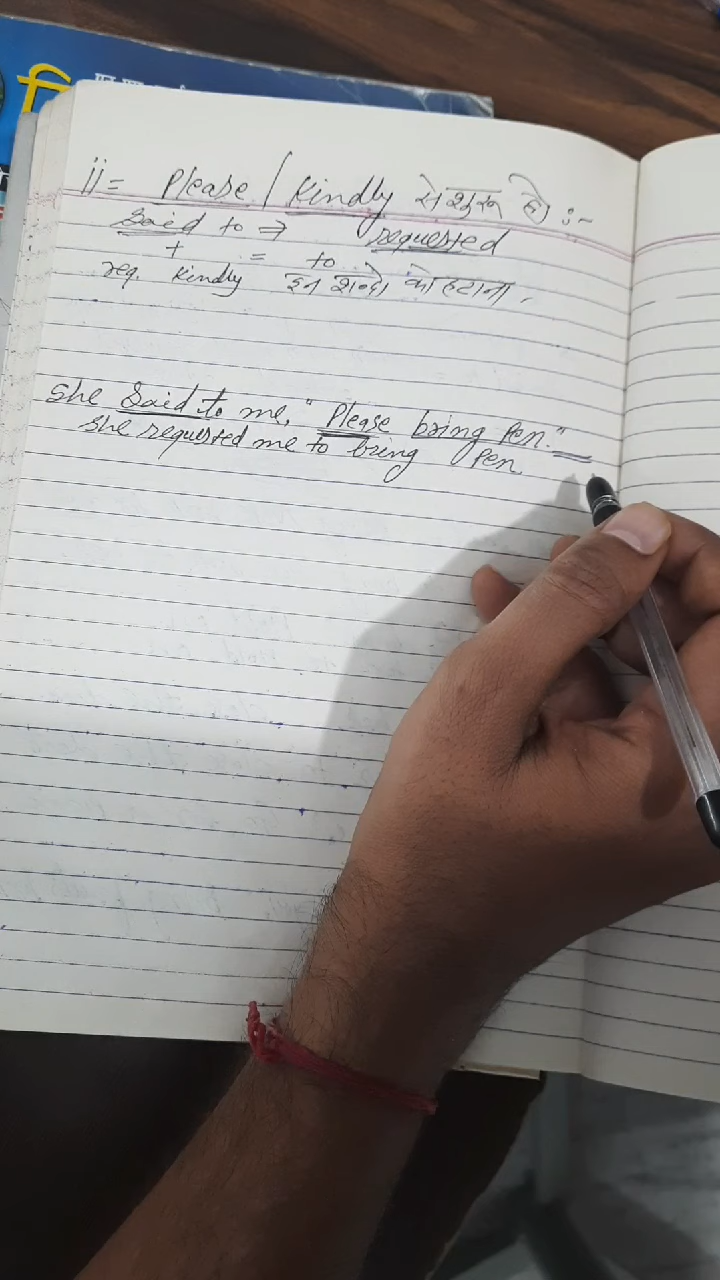 ii = Please / Kindly से शुरू हो :-
Said to ⇒ requested
+ = to
req. Kindly इन शब्दो को हटाना,
She Said to me, "Please bring Pen."
She requested me to bring Pen